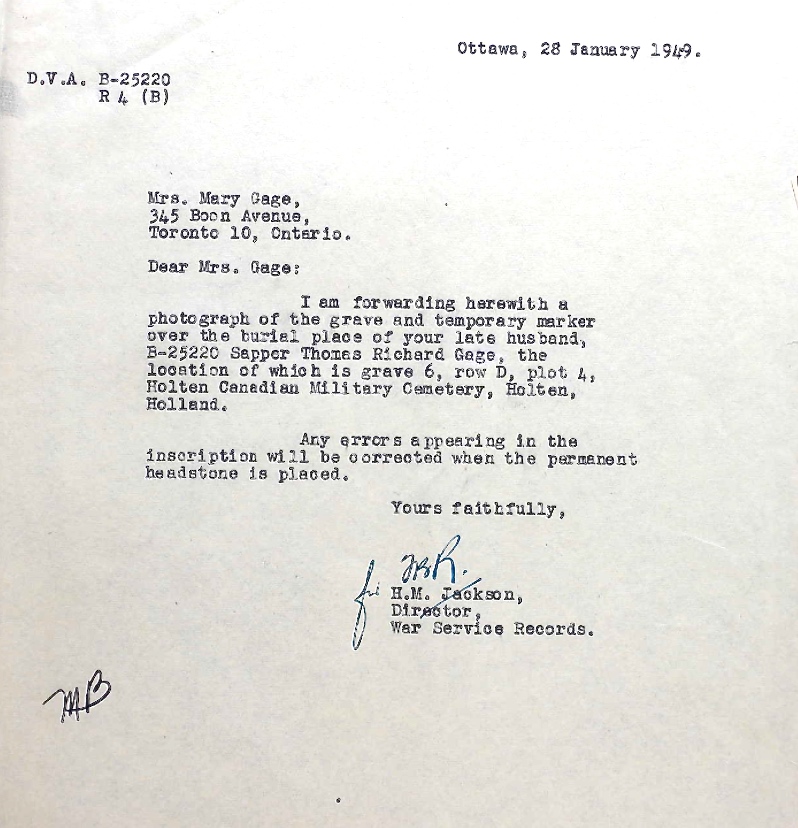 Ottawa, 28 January 1949.
D.V.A. B-25220
R 4 (B)
Mrs. Mary Gage,
345 Boon Avenue,
Toronto 10, Ontario.
Dear Mrs. Gage:
I am forwarding herewith a
photograph of the grave and temporary marker
over the burial place of your late husband,
B-25220 Sapper Thomas Richard Gage, the
location of which is grave 6, row D, plot 4,
Holten Canadian Military Cemetery, Holten,
Holland.
Any errors appearing in the
inscription will be corrected when the permanent
headstone is placed.
Yours faithfully,
for H.M. Jackson,
Director,
War Service Records.
MB